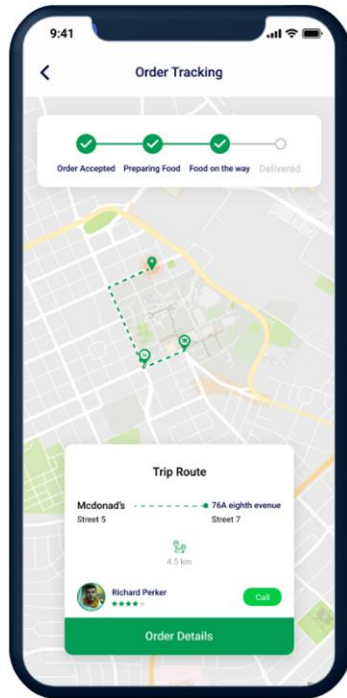 9:41
Order Tracking
Order Accepted Preparing Food Food on the way Delivered
Trip Route
Mcdonad's 76A eighth evenue
Street 5 Street 7
4.5 km
Richard Perker
Call
Order Details